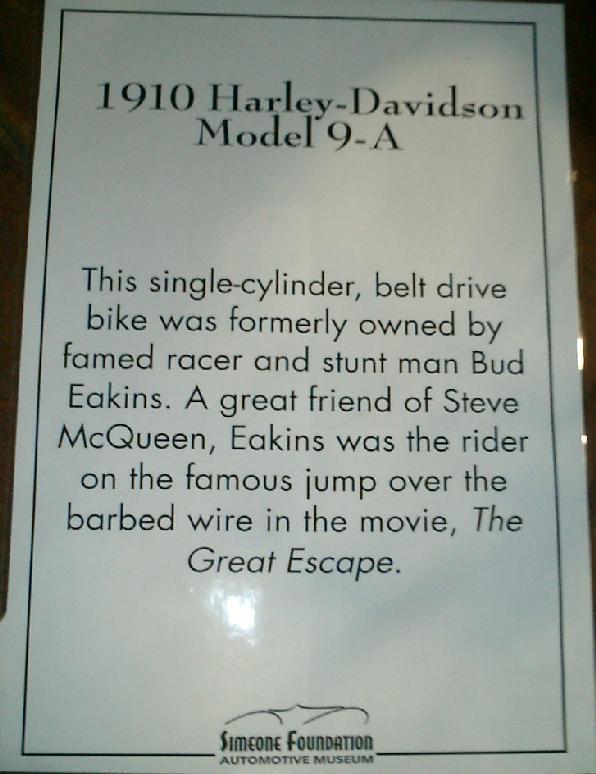 1910 Harley-Davidson
Model 9-A
This single-cylinder, belt drive
bike was formerly owned by
famed racer and stunt man Bud
Eakins. A great friend of Steve
McQueen, Eakins was the rider
on the famous jump over the
barbed wire in the movie, The
Great Escape.
SIMEONE FOUNDATION
AUTOMOTIVE MUSEUM